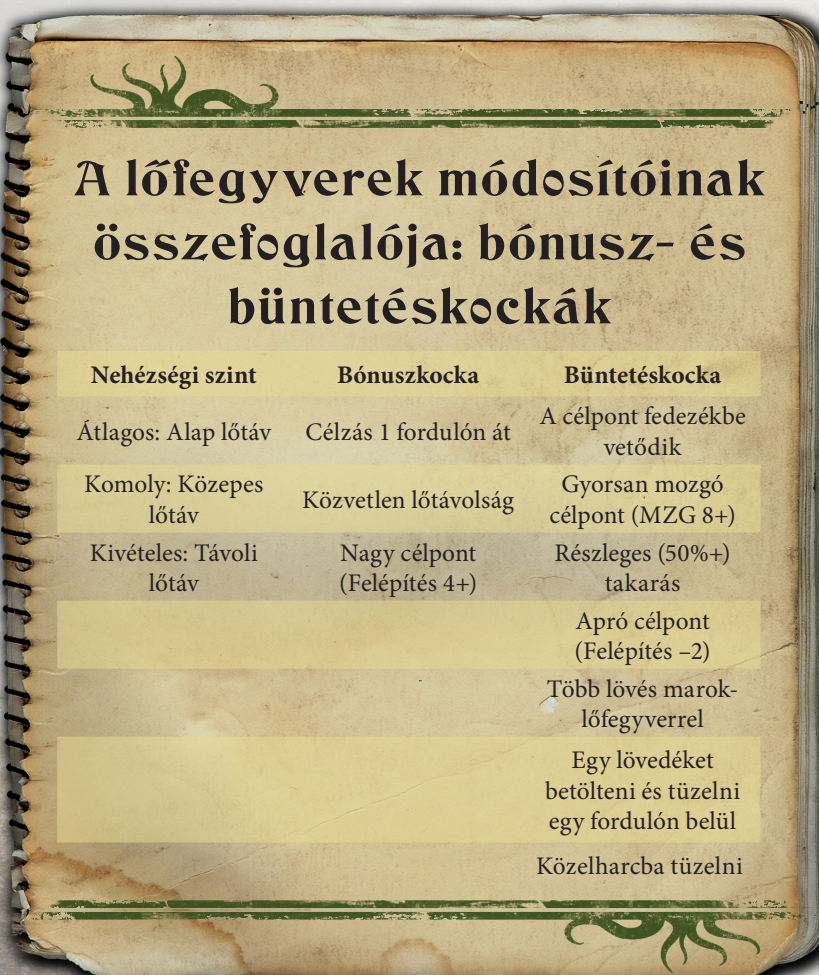 A lőfegyverek módosítóinak
összefoglalója: bónusz- és
büntetéskockák
Nehézségi szint Bónuszkocka Büntetéskocka
Átlagos: Alap lőtáv Célzás 1 fordulón át A célpont fedezékbe
vetődik
Komoly: Közepes
lőtáv Közvetlen lőtávolság Gyorsan mozgó
célpont (MZG 8+)
Kivételes: Távoli
lőtáv Nagy célpont
(Felépítés 4+) Részleges (50%+)
takarás
Apró célpont
(Felépítés –2)
Több lövés marok-
lőfegyverrel
Egy lövedéket
betölteni és tüzelni
egy fordulón belül
Közelharcba tüzelni